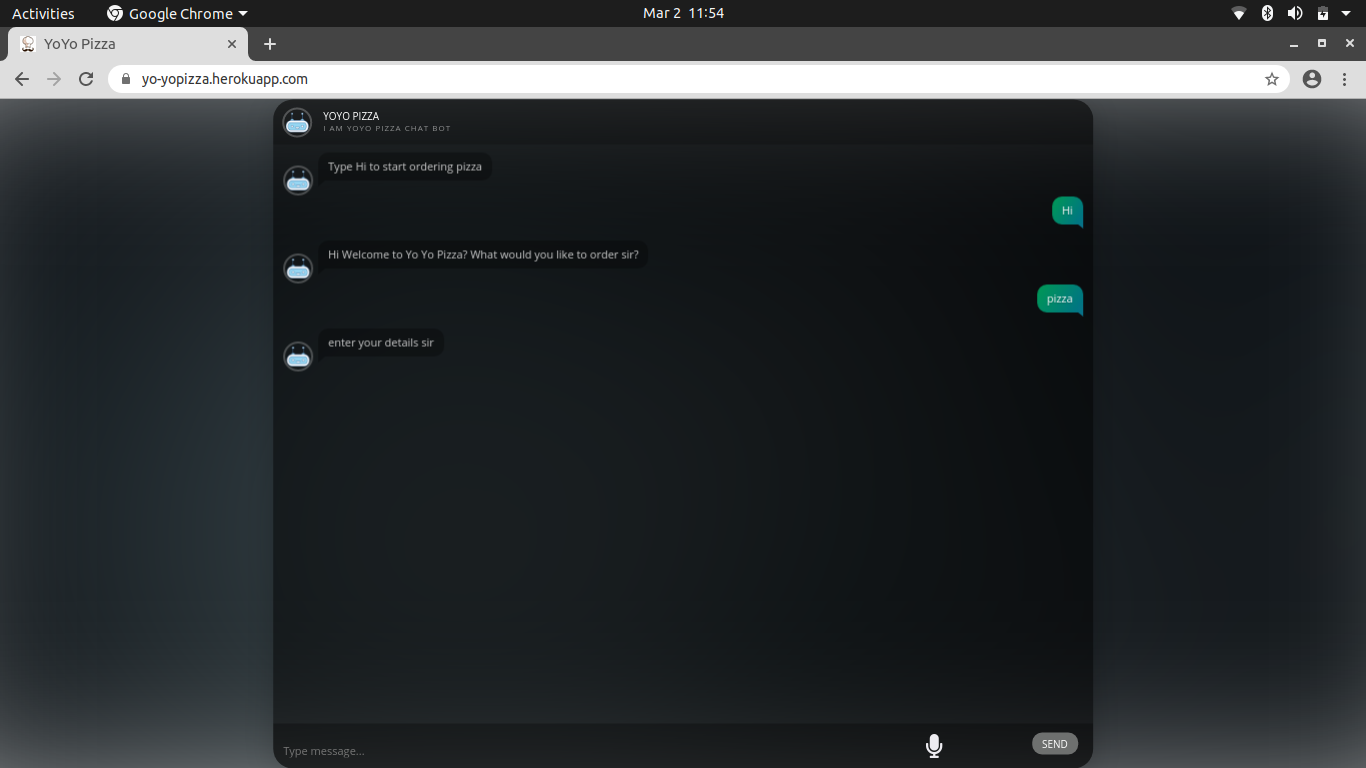 Activities
Google Chrome
Mar 2 11:54
YoYo Pizza
yo-yopizza.herokuapp.com
YOYO PIZZA
I AM YOYO PIZZA CHAT BOT
Type Hi to start ordering pizza
Hi
Hi Welcome to Yo Yo Pizza? What would you like to order sir?
pizza
enter your details sir
Type message...
SEND